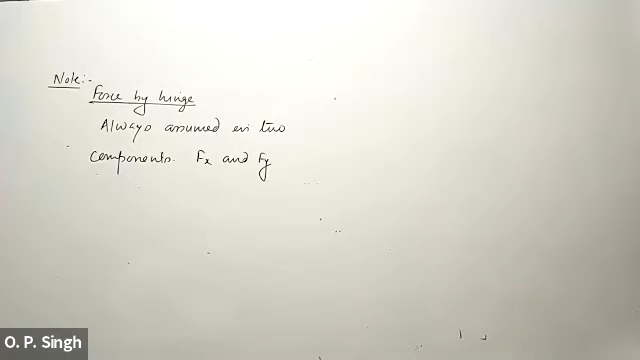 Note:-
Force by hinge
Always assumed in two
components. Fx and Fy
O. P. Singh